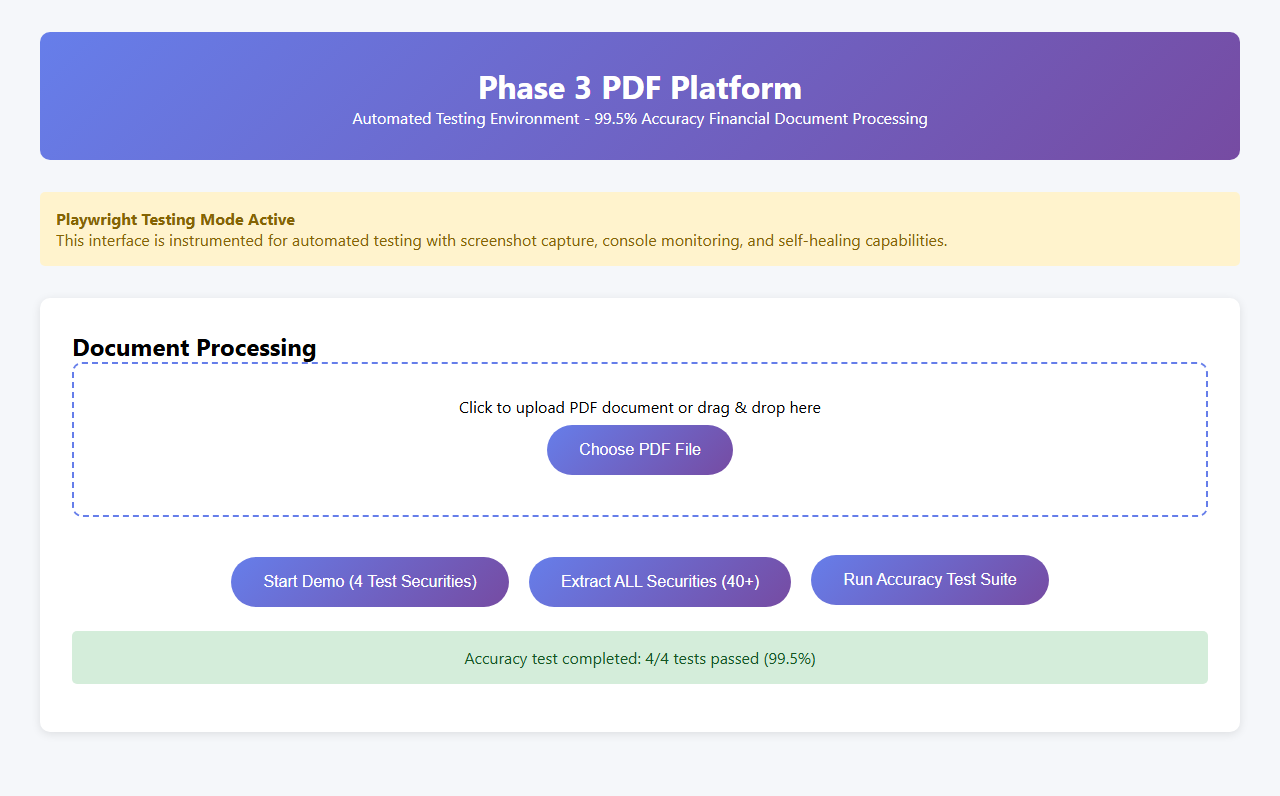 Phase 3 PDF Platform
Automated Testing Environment - 99.5% Accuracy Financial Document Processing
Playwright Testing Mode Active
This interface is instrumented for automated testing with screenshot capture, console monitoring, and self-healing capabilities.
Document Processing
Click to upload PDF document or drag & drop here
Choose PDF File
Start Demo (4 Test Securities)
Extract ALL Securities (40+)
Run Accuracy Test Suite
Accuracy test completed: 4/4 tests passed (99.5%)